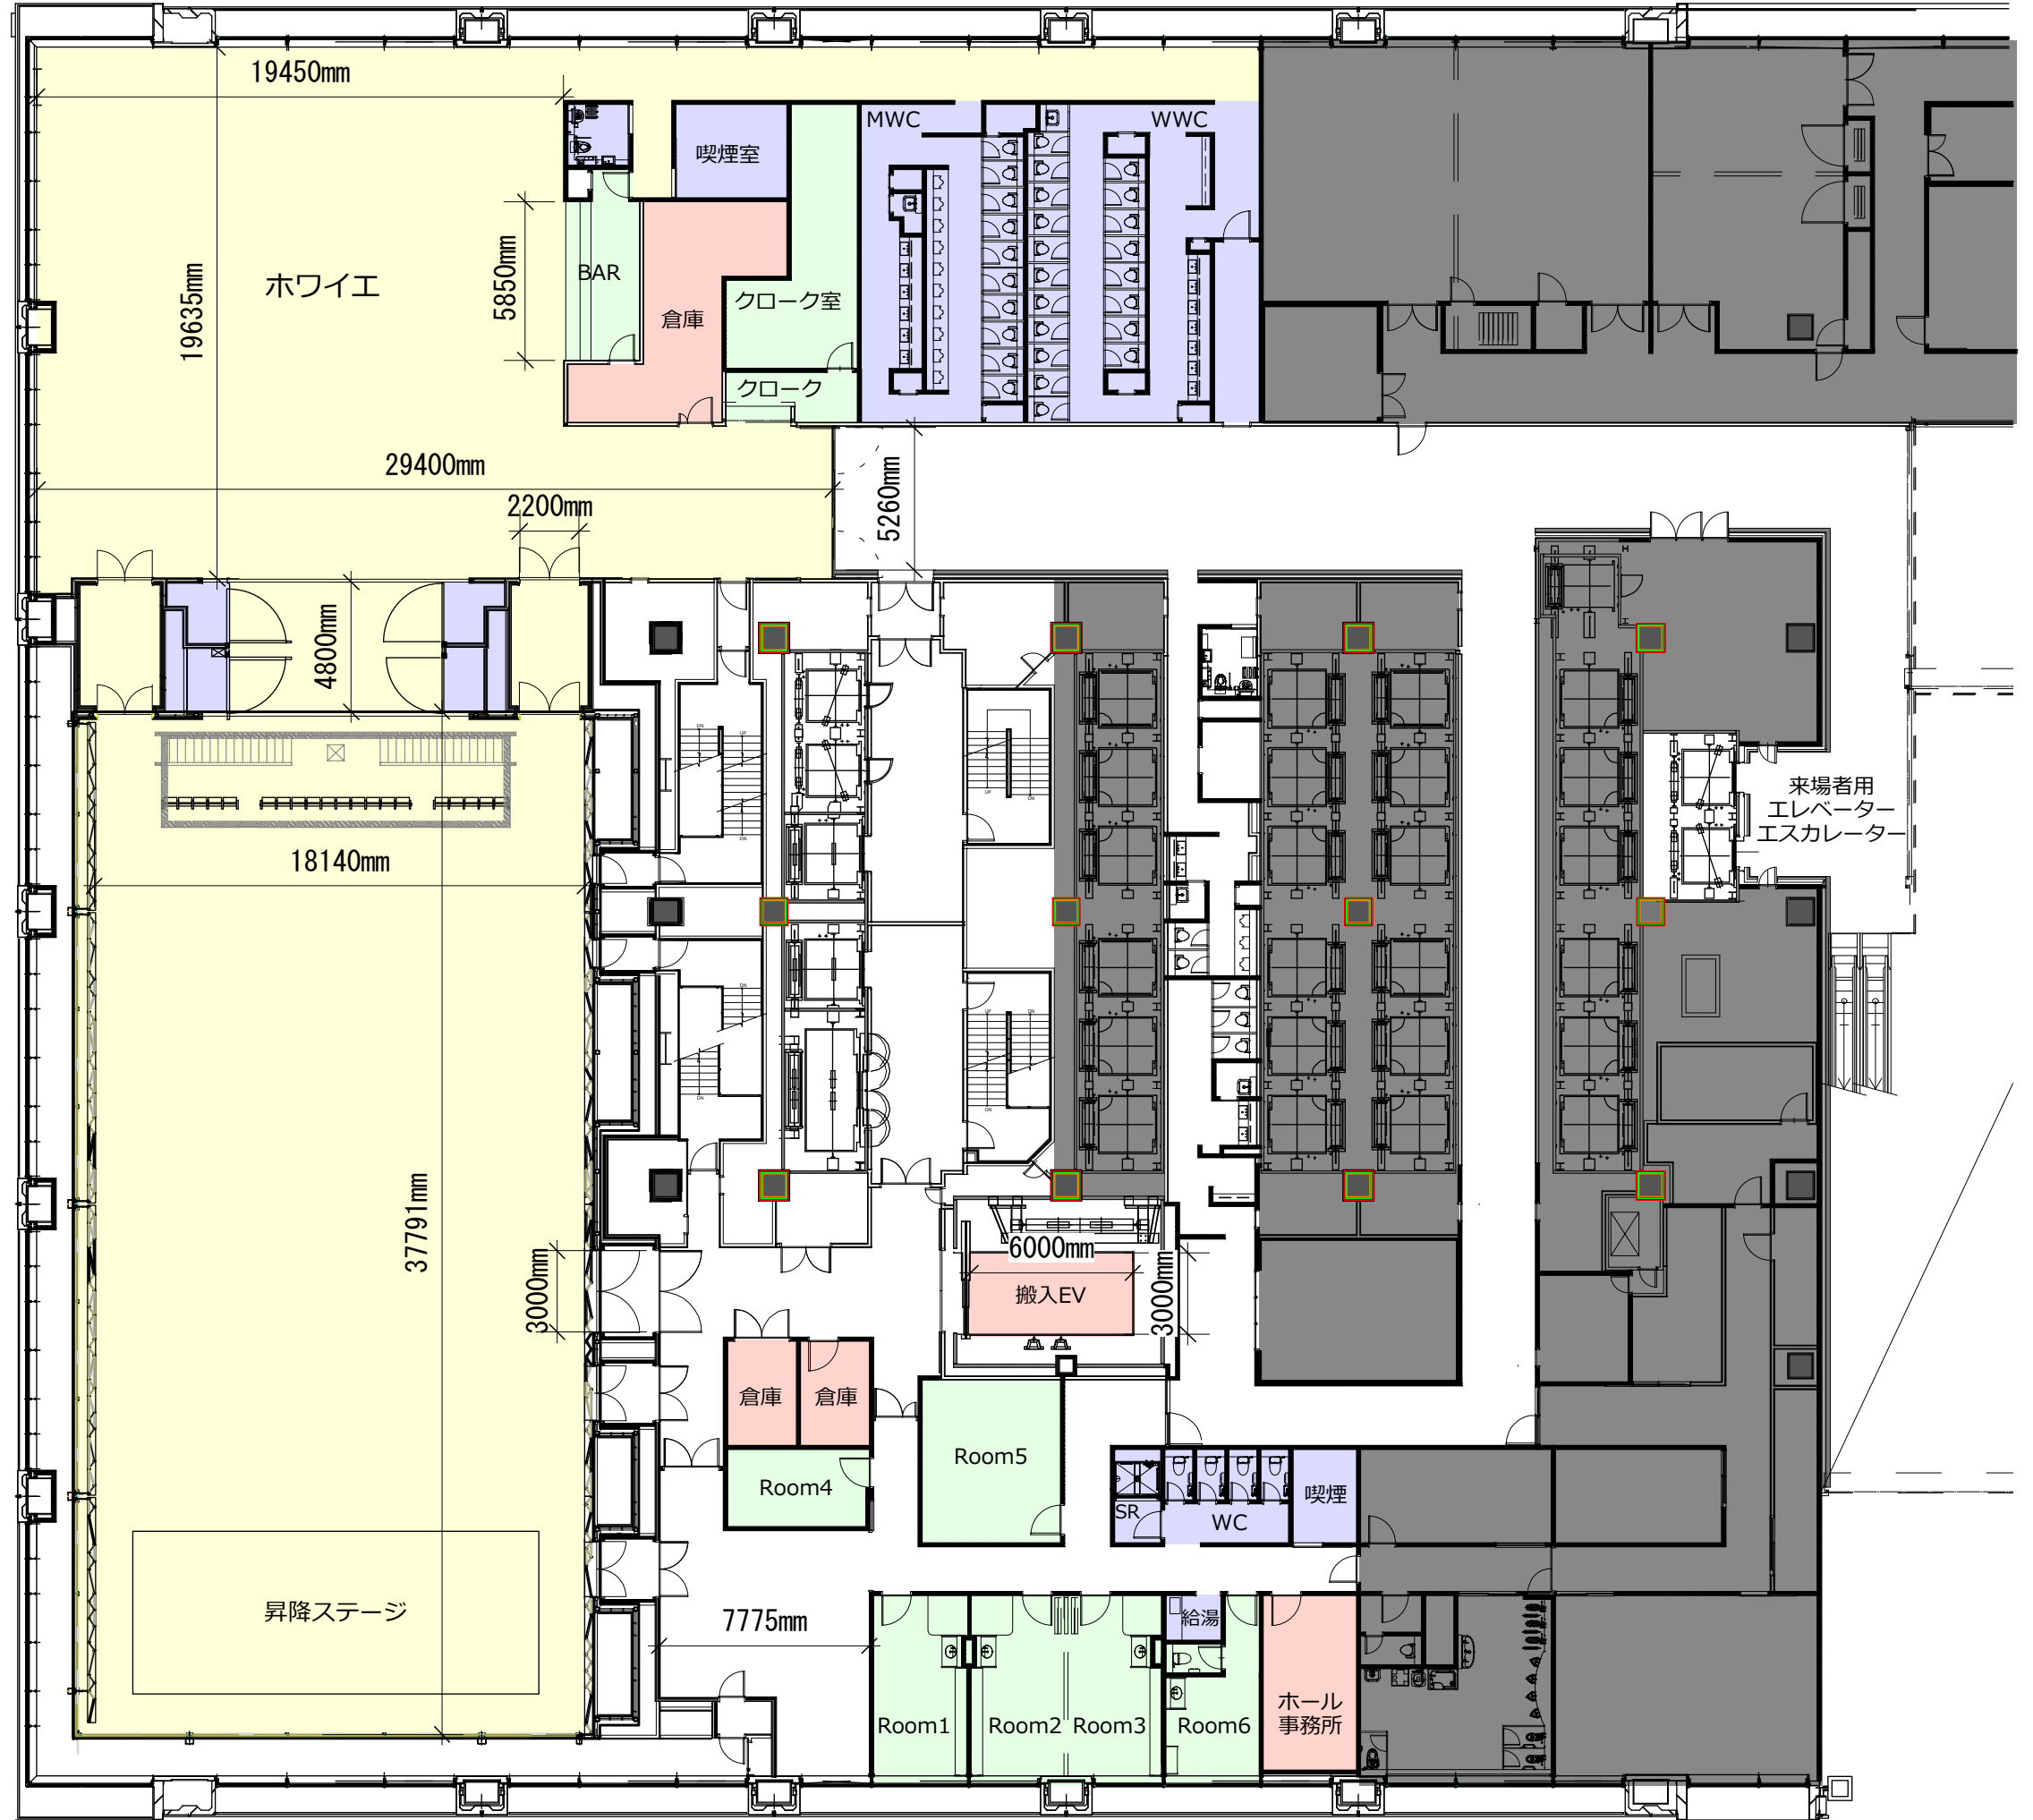 19450mm
MWC
WWC
喫煙室
5850mm
BAR
19635mm
ホワイエ
クローク室
倉庫
クローク
29400mm
2200mm
5260mm
4800mm
来場者用
エレベーター
エスカレーター
18140mm
37791mm
3000mm
6000mm
搬入EV
3000mm
倉庫
倉庫
Room5
Room4
SR
WC
喫煙
昇降ステージ
7775mm
給湯
Room1
Room2
Room3
Room6
ホール
事務所